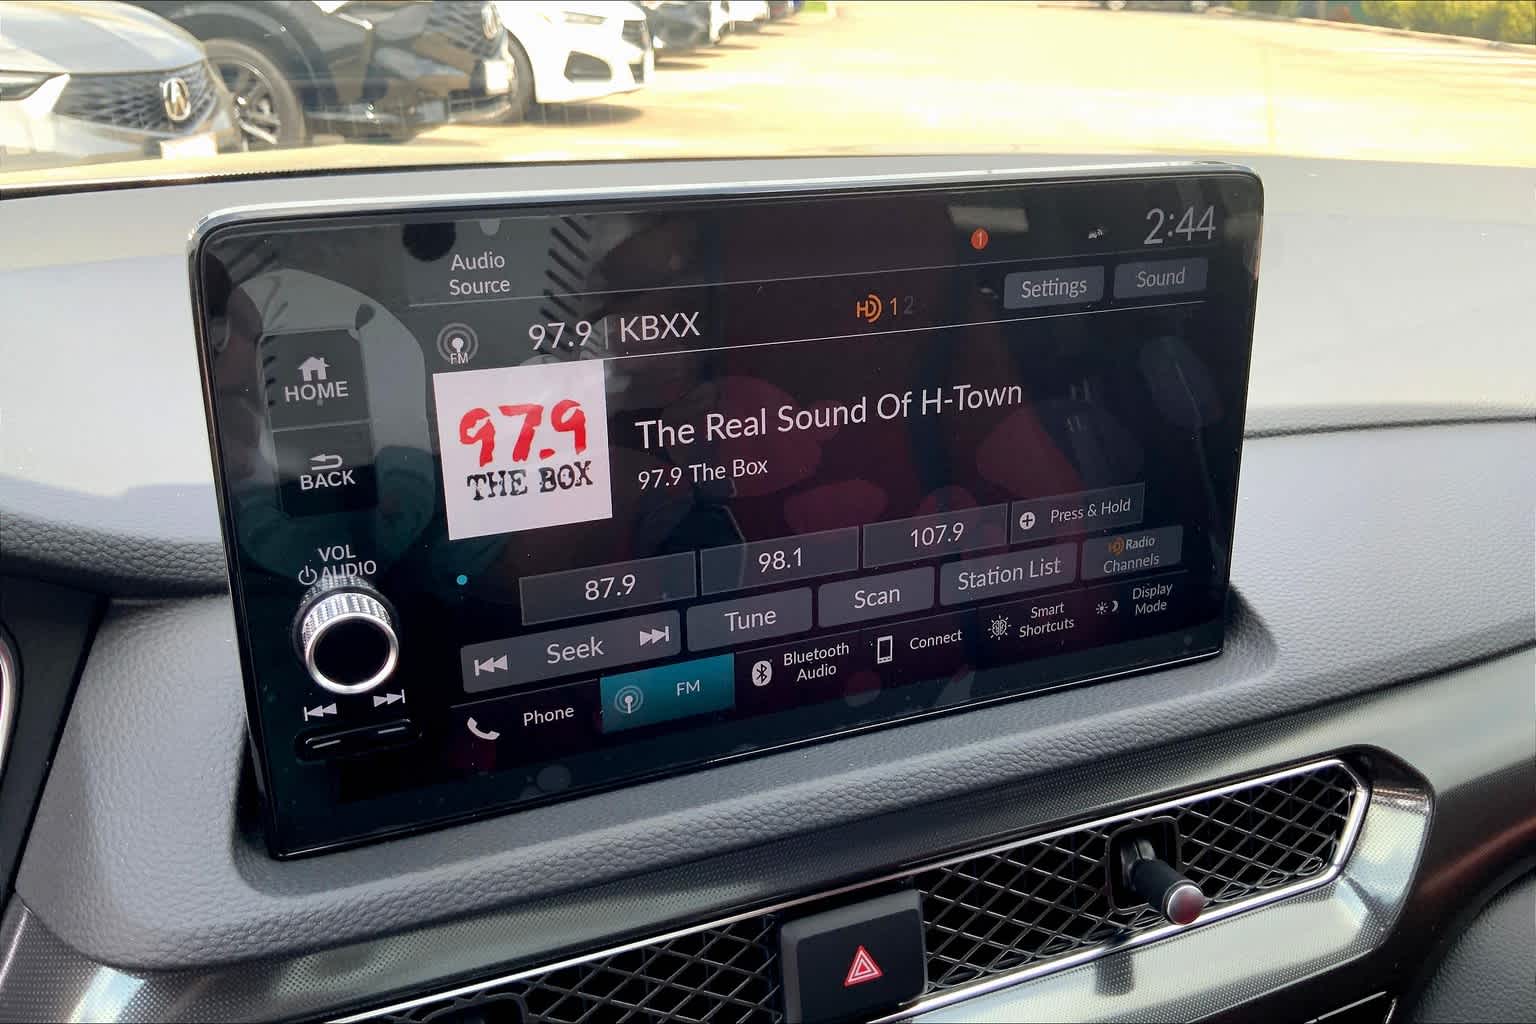 1
2:44
Audio
Source
Settings
Sound
FM
97.9 | KBXX
HD 1 2
HOME
97.9
THE BOX
The Real Sound Of H-Town
97.9 The Box
BACK
VOL
AUDIO
87.9
98.1
107.9
Press & Hold
Seek
Tune
Scan
Station List
HD Radio
Channels
Phone
FM
Bluetooth
Audio
Connect
Smart
Shortcuts
Display
Mode